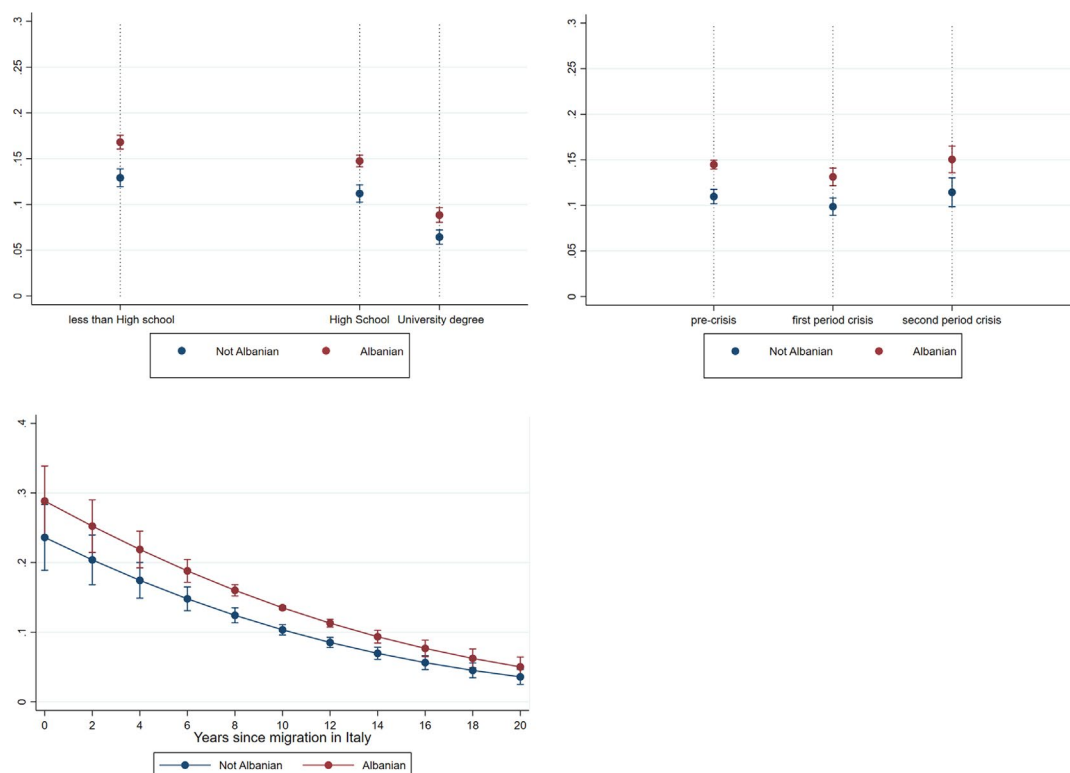 .3
.25
.2
.15
.1
.05
0
less than High school High School University degree
Not Albanian Albanian
.3
.25
.2
.15
.1
.05
0
pre-crisis first period crisis second period crisis
Not Albanian Albanian
.4
.3
.2
.1
0
0 2 4 6 8 10 12 14 16 18 20
Years since migration in Italy
Not Albanian Albanian